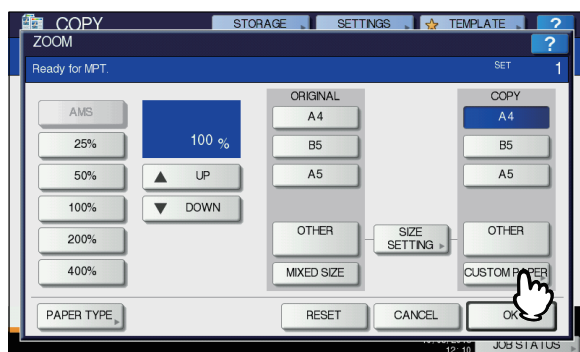 COPY STORAGE SETTINGS TEMPLATE ?
ZOOM ?
Ready for MPT. SET 1
ORIGINAL COPY
AMS A4 A4
25% 100 % B5 B5
50% UP A5 A5
100% DOWN
200% OTHER SIZE SETTING OTHER
400% MIXED SIZE CUSTOM PAPER
PAPER TYPE RESET CANCEL OK
12:10 JOB STATUS